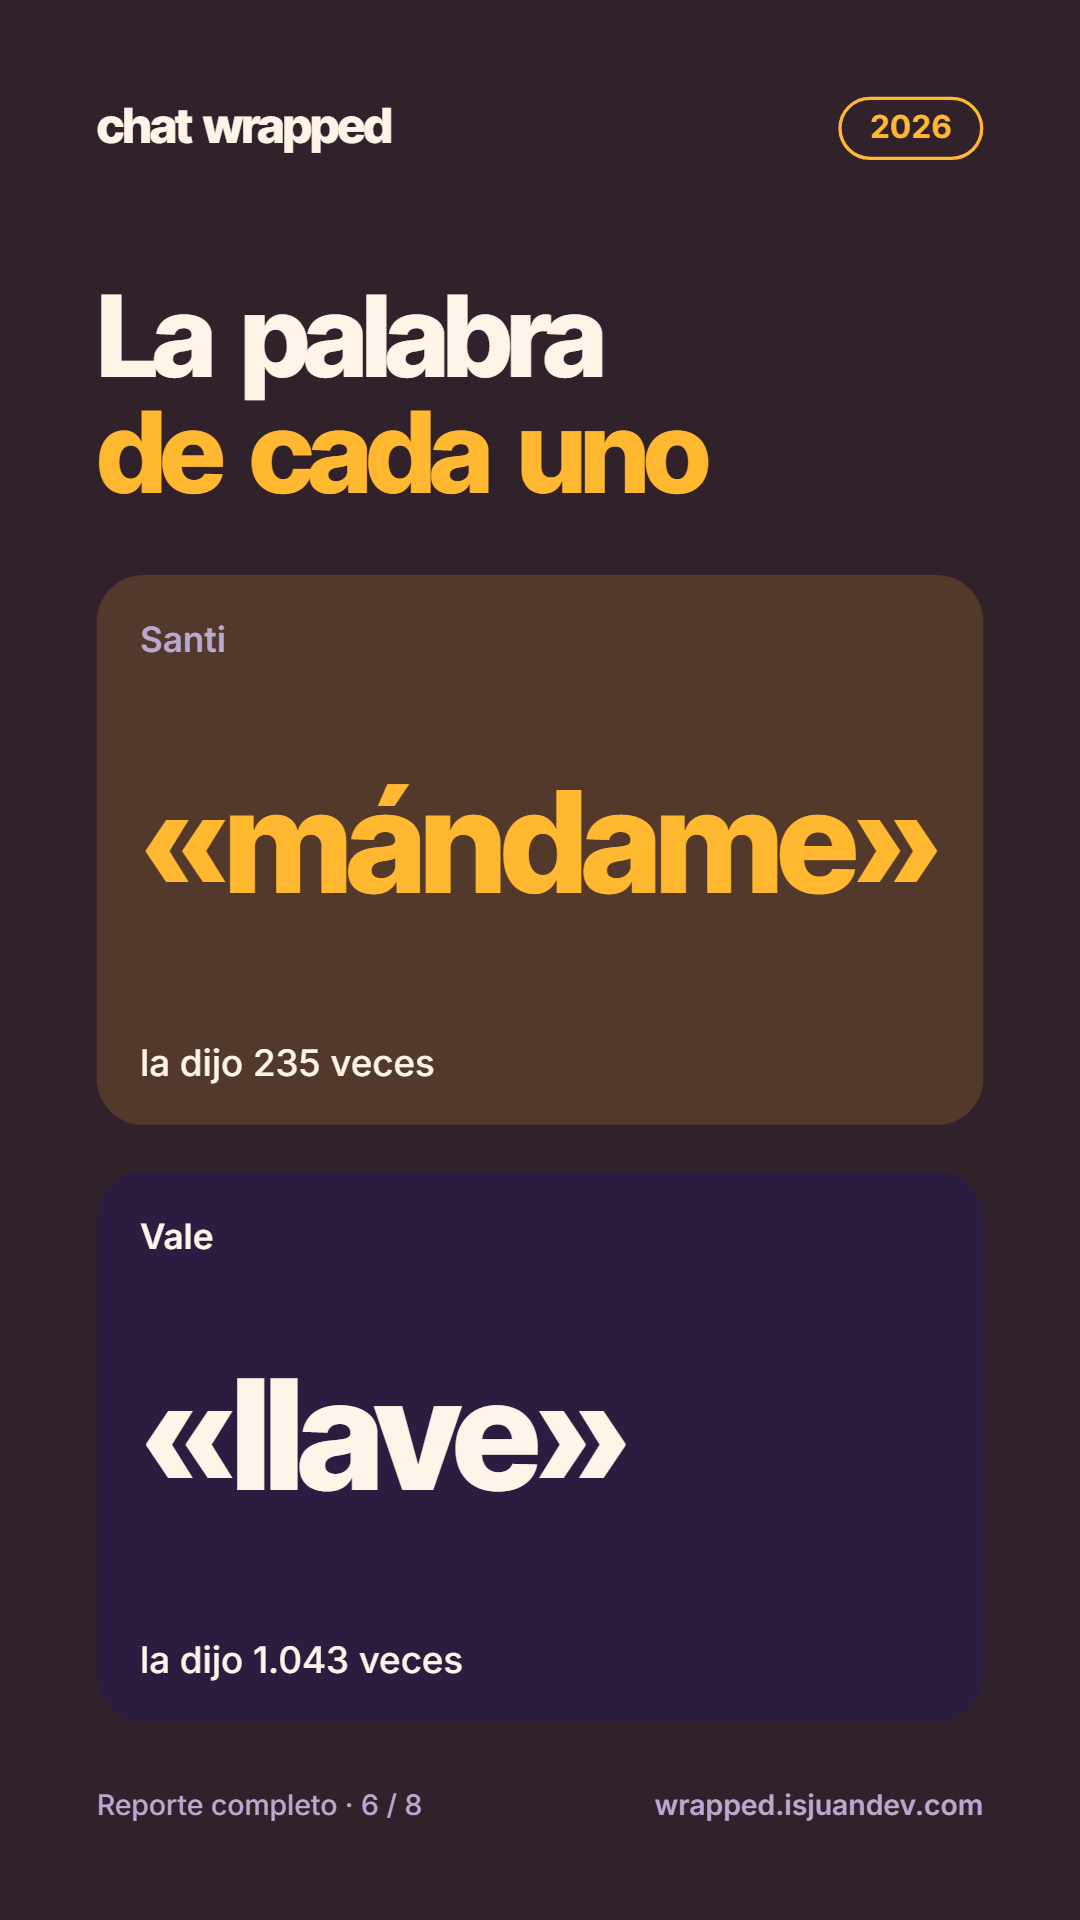 chat wrapped
2026
La palabra
de cada uno
Santi
«mándame»
la dijo 235 veces
Vale
«llave»
la dijo 1.043 veces
Reporte completo · 6 / 8
wrapped.isjuandev.com